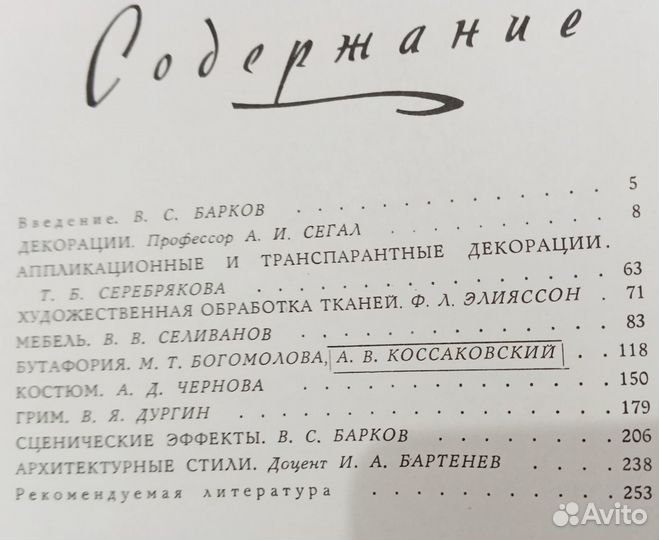 Содержание
Введение. В. С. БАРКОВ . . . . . . . . . . . . . 5
ДЕКОРАЦИИ. Профессор А. И. СЕГАЛ . . . . . . . . 8
АППЛИКАЦИОННЫЕ И ТРАНСПАРАНТНЫЕ ДЕКОРАЦИИ.
Т. Б. СЕРЕБРЯКОВА . . . . . . . . . . . . . 63
ХУДОЖЕСТВЕННАЯ ОБРАБОТКА ТКАНЕЙ. Ф. Л. ЭЛИЯССОН . 71
МЕБЕЛЬ. В. В. СЕЛИВАНОВ . . . . . . . . . . . . 83
БУТАФОРИЯ. М. Т. БОГОМОЛОВА, А. В. КОССАКОВСКИЙ . . 118
КОСТЮМ. А. Д. ЧЕРНОВА . . . . . . . . . . . . . 150
ГРИМ. В. Я. ДУРГИН . . . . . . . . . . . . . . . 179
СЦЕНИЧЕСКИЕ ЭФФЕКТЫ. В. С. БАРКОВ . . . . . . . . 206
АРХИТЕКТУРНЫЕ СТИЛИ. Доцент И. А. БАРТЕНЕВ . . . . 238
Рекомендуемая литература . . . . . . . . . . 253
Avito